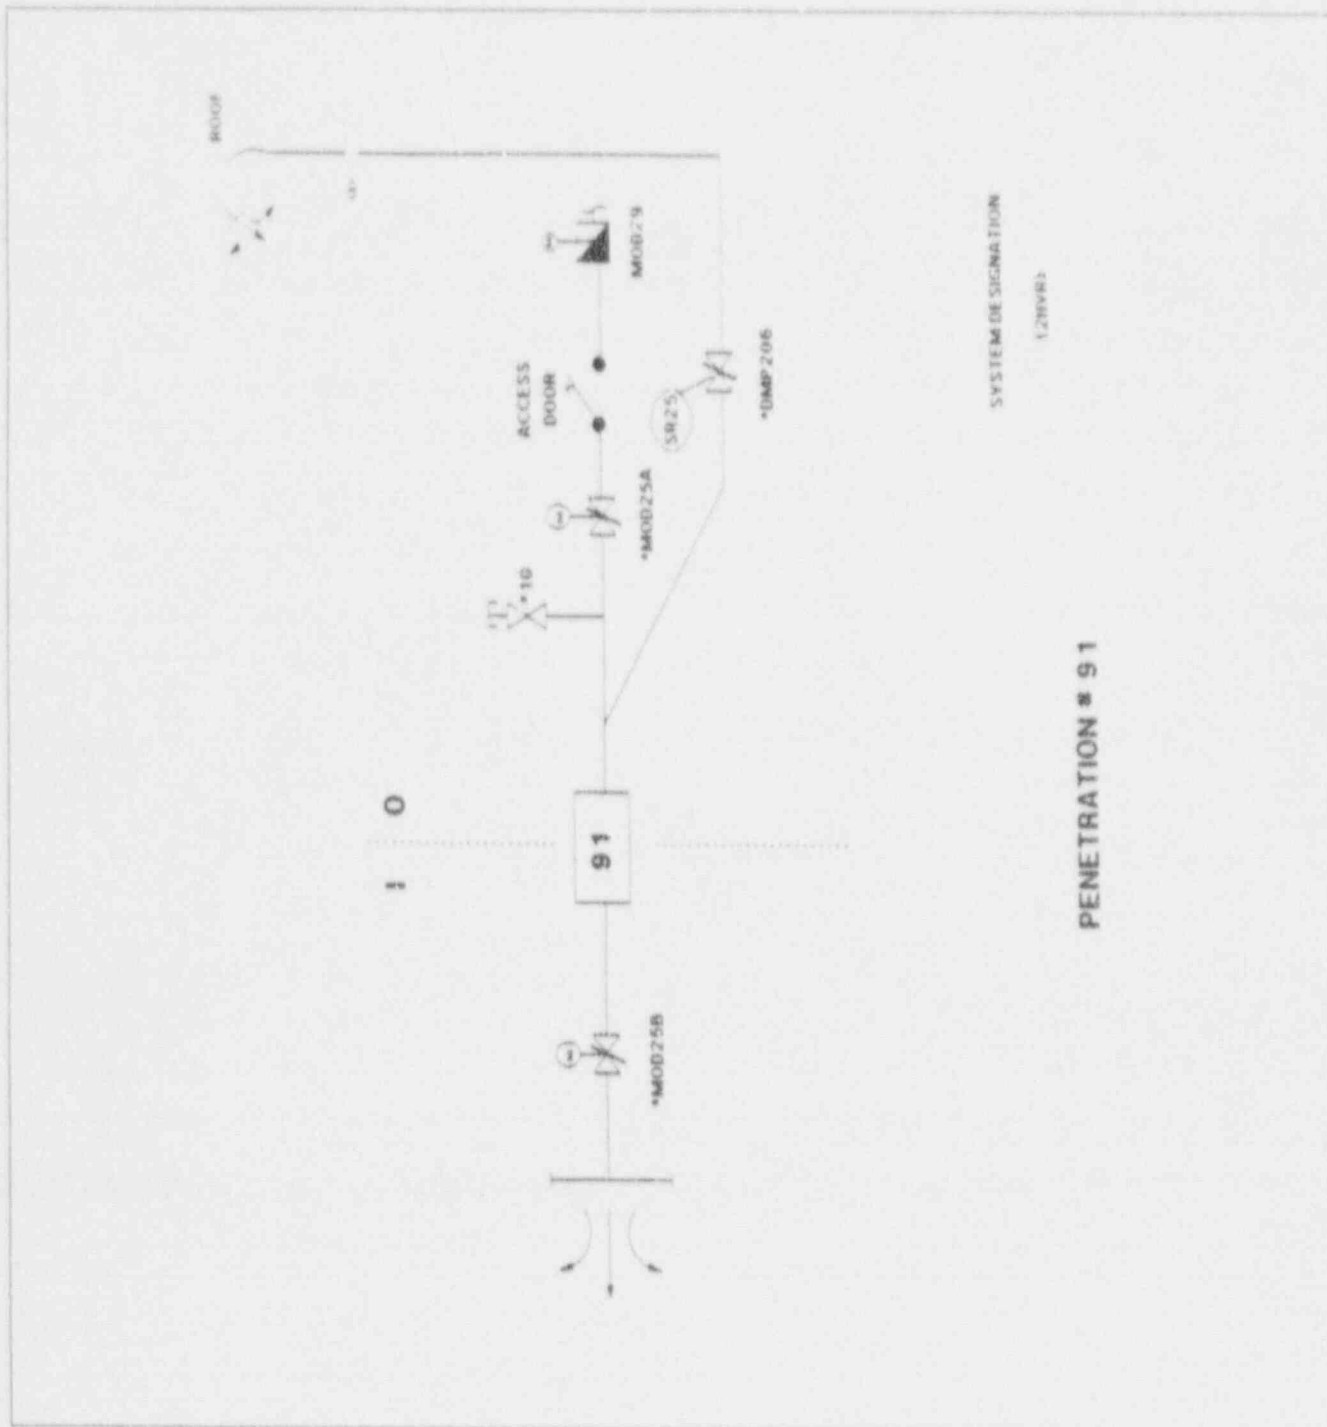 ROOF
MOD29
ACCESS
DOOR
SR25
*DMP206
*MOD25A
*10
I
O
91
*MOD25B
SYSTEM DESIGNATION
PENETRATION # 91